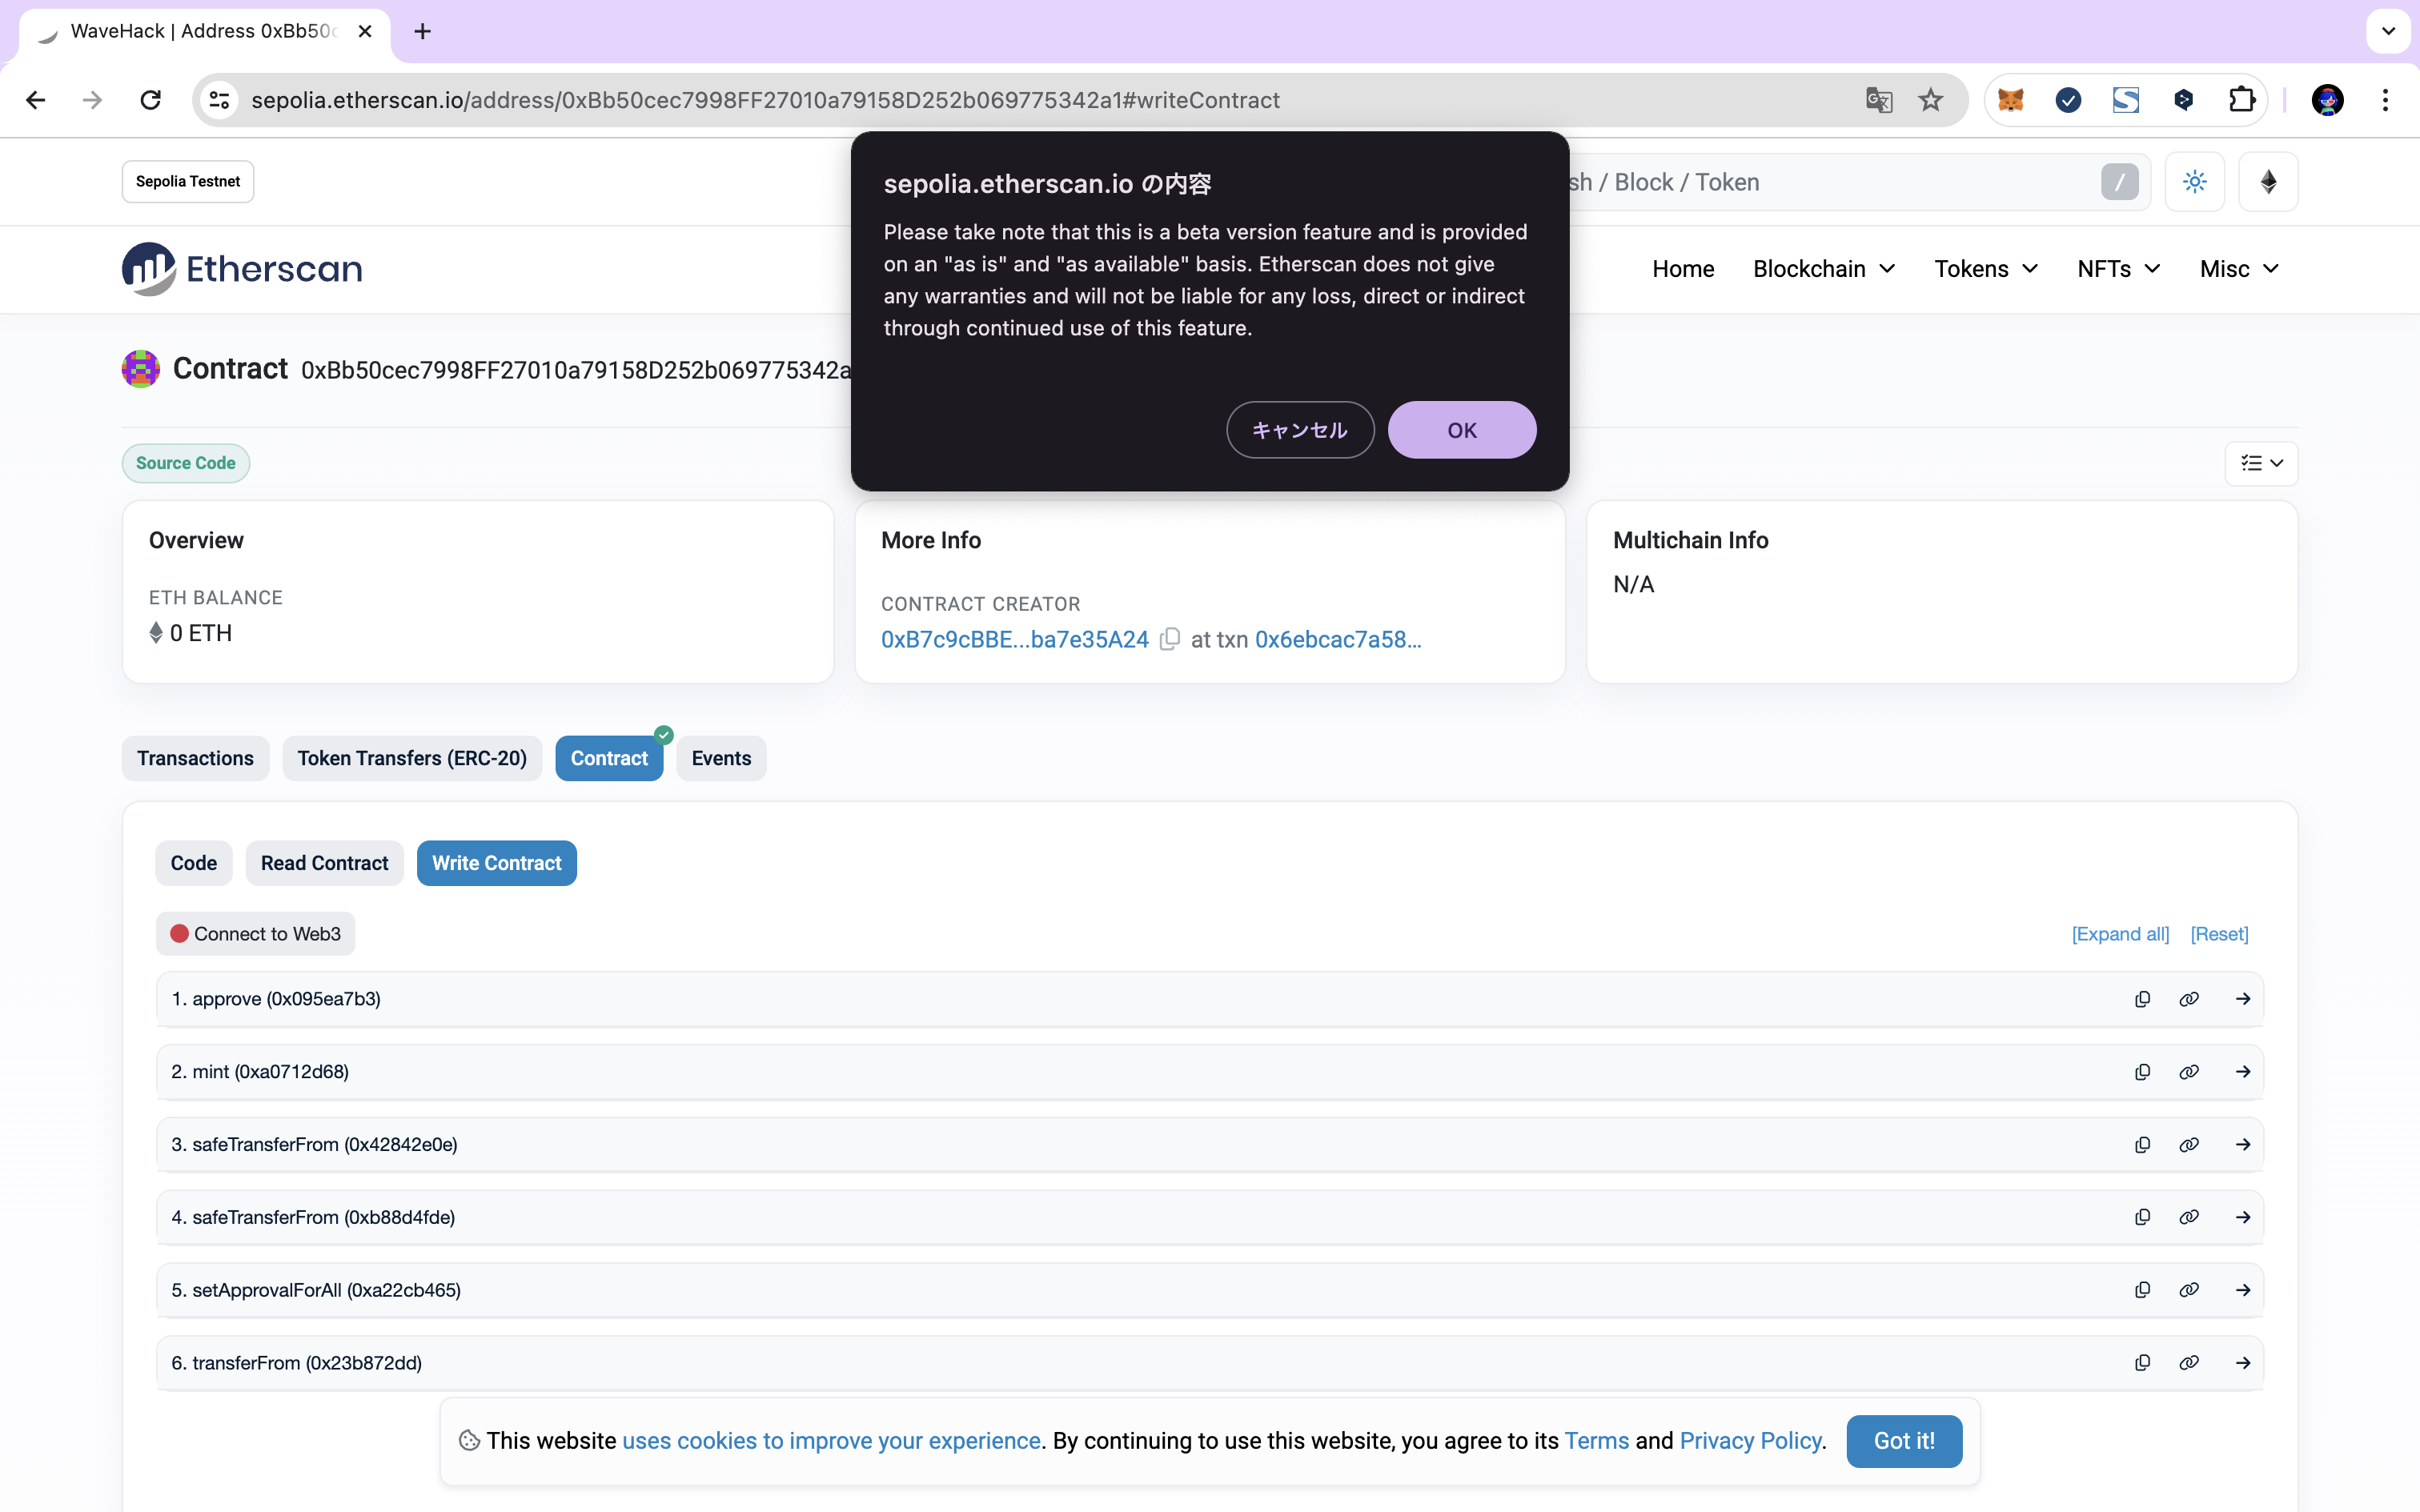 WaveHack | Address 0xBb50c
sepolia.etherscan.io/address/0xBb50cec7998FF27010a79158D252b069775342a1#writeContract
sepolia.etherscan.io の内容
Please take note that this is a beta version feature and is provided
on an "as is" and "as available" basis. Etherscan does not give
any warranties and will not be liable for any loss, direct or indirect
through continued use of this feature.
キャンセル
OK
Sepolia Testnet
sh / Block / Token
/
Etherscan
Home
Blockchain
Tokens
NFTs
Misc
Contract 0xBb50cec7998FF27010a79158D252b069775342a
Source Code
Overview
ETH BALANCE
0 ETH
More Info
CONTRACT CREATOR
0xB7c9cBBE...ba7e35A24 at txn 0x6ebcac7a58...
Multichain Info
N/A
Transactions
Token Transfers (ERC-20)
Contract
Events
Code
Read Contract
Write Contract
Connect to Web3
[Expand all]
[Reset]
1. approve (0x095ea7b3)
2. mint (0xa0712d68)
3. safeTransferFrom (0x42842e0e)
4. safeTransferFrom (0xb88d4fde)
5. setApprovalForAll (0xa22cb465)
6. transferFrom (0x23b872dd)
This website uses cookies to improve your experience. By continuing to use this website, you agree to its Terms and Privacy Policy.
Got it!